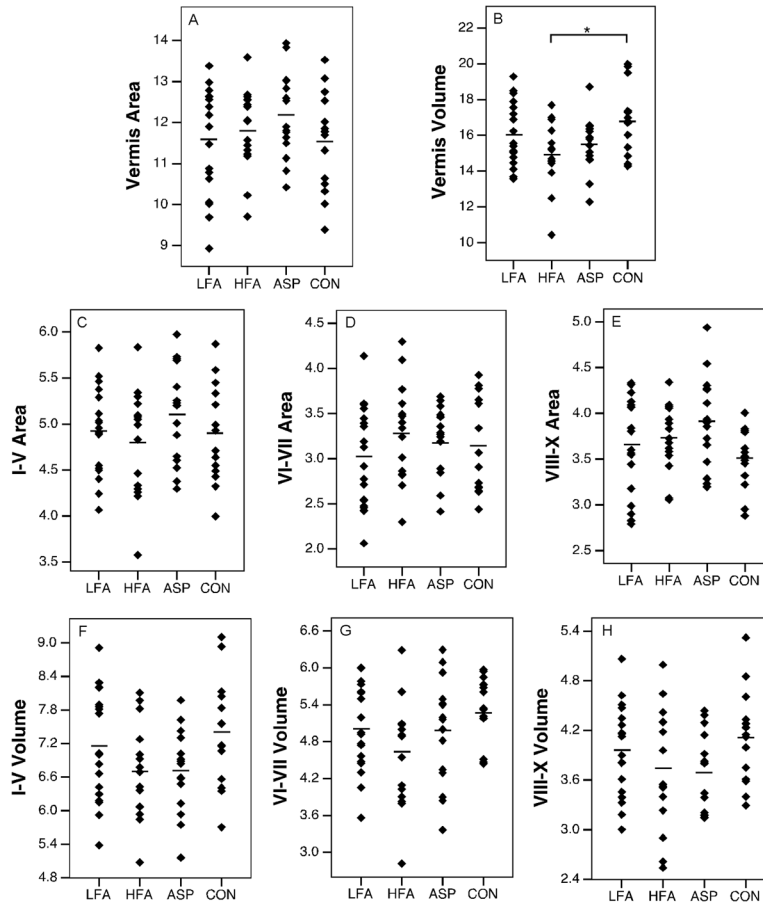 A
Vermis Area
14
13
12
11
10
9
LFA HFA ASP CON
B
*
Vermis Volume
22
20
18
16
14
12
10
LFA HFA ASP CON
C
I-V Area
6.0
5.5
5.0
4.5
4.0
3.5
LFA HFA ASP CON
D
VI-VII Area
4.5
4.0
3.5
3.0
2.5
2.0
LFA HFA ASP CON
E
VIII-X Area
5.0
4.5
4.0
3.5
3.0
2.5
LFA HFA ASP CON
F
I-V Volume
9.0
8.4
7.8
7.2
6.6
6.0
5.4
4.8
LFA HFA ASP CON
G
VI-VII Volume
6.6
6.0
5.4
4.8
4.2
3.6
3.0
LFA HFA ASP CON
H
VIII-X Volume
5.4
4.8
4.2
3.6
3.0
2.4
LFA HFA ASP CON